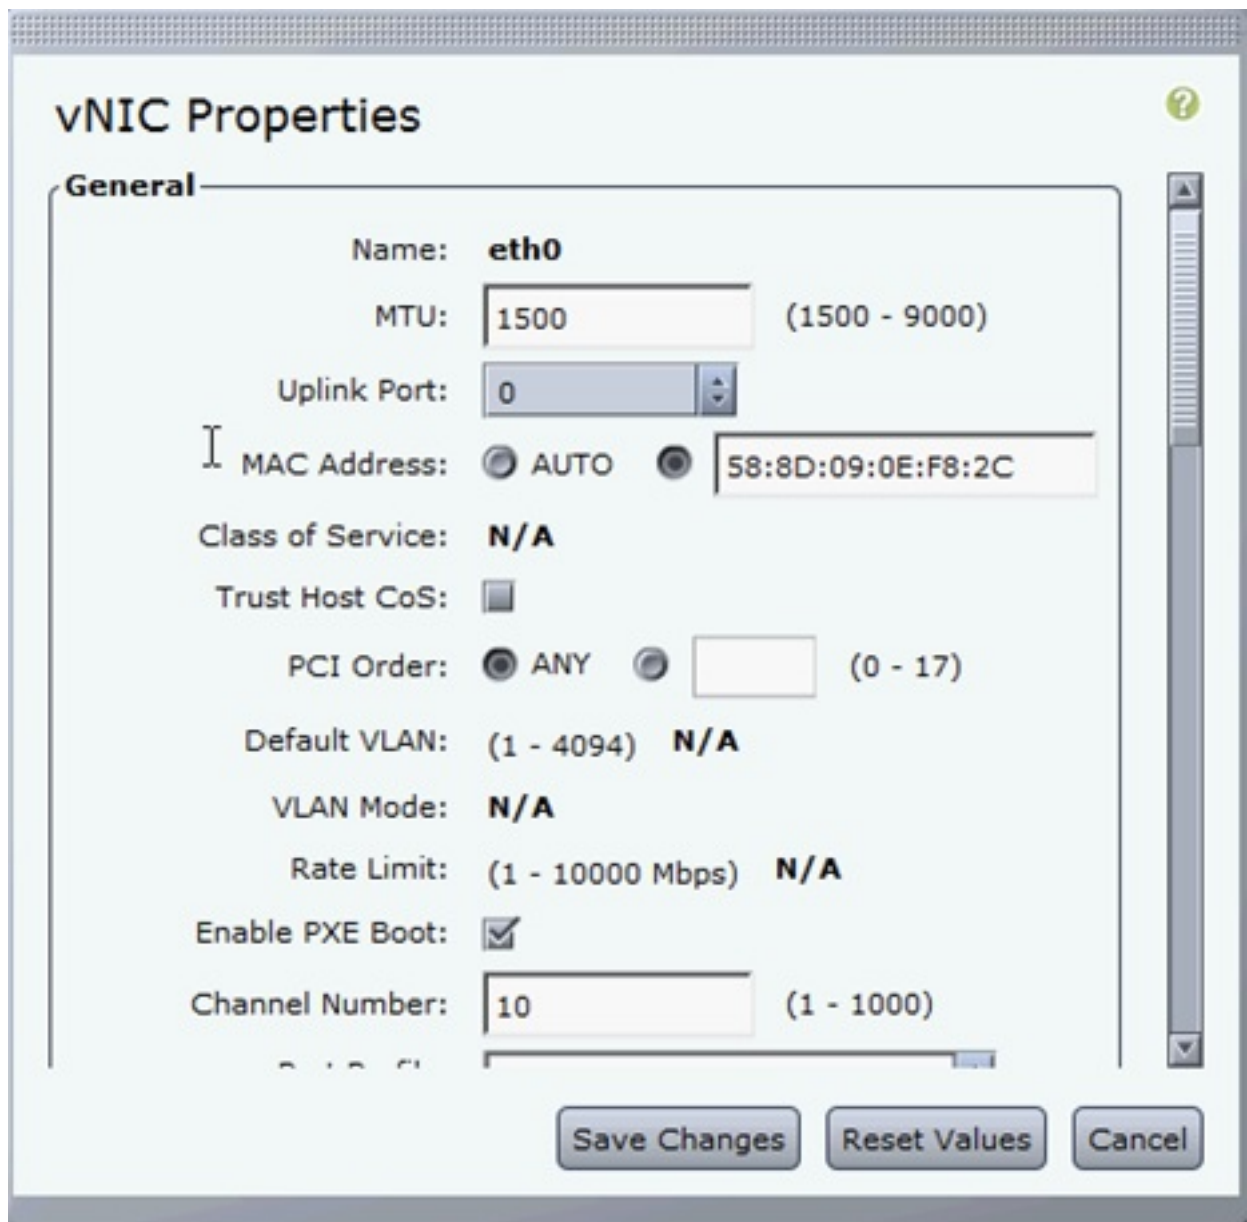 vNIC Properties
?
General
Name: eth0
MTU: 1500 (1500 - 9000)
Uplink Port: 0
MAC Address: AUTO 58:8D:09:0E:F8:2C
Class of Service: N/A
Trust Host CoS:
PCI Order: ANY (0 - 17)
Default VLAN: (1 - 4094) N/A
VLAN Mode: N/A
Rate Limit: (1 - 10000 Mbps) N/A
Enable PXE Boot:
Channel Number: 10 (1 - 1000)
Save Changes Reset Values Cancel